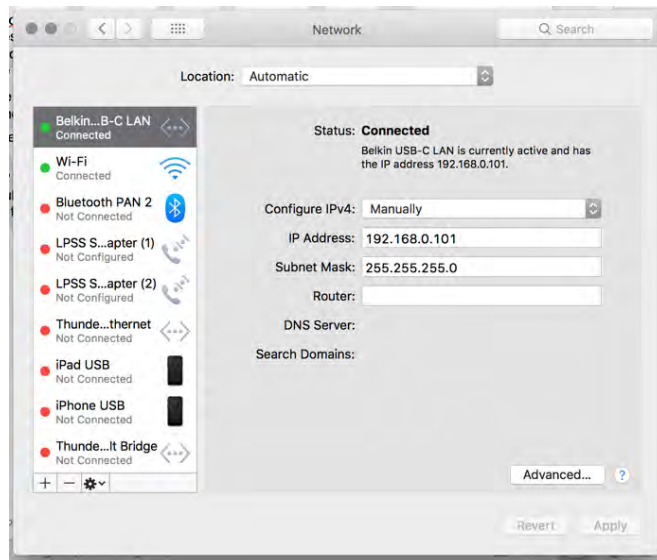 Network
Search
Location: Automatic
Belkin...B-C LAN
Connected
Wi-Fi
Connected
Bluetooth PAN 2
Not Connected
LPSS S...apter (1)
Not Configured
LPSS S...apter (2)
Not Configured
Thunde...thernet
Not Connected
iPad USB
Not Connected
iPhone USB
Not Connected
Thunde...lt Bridge
Not Connected
Status: Connected
Belkin USB-C LAN is currently active and has
the IP address 192.168.0.101.
Configure IPv4: Manually
IP Address: 192.168.0.101
Subnet Mask: 255.255.255.0
Router:
DNS Server:
Search Domains:
Advanced... ?
Revert Apply